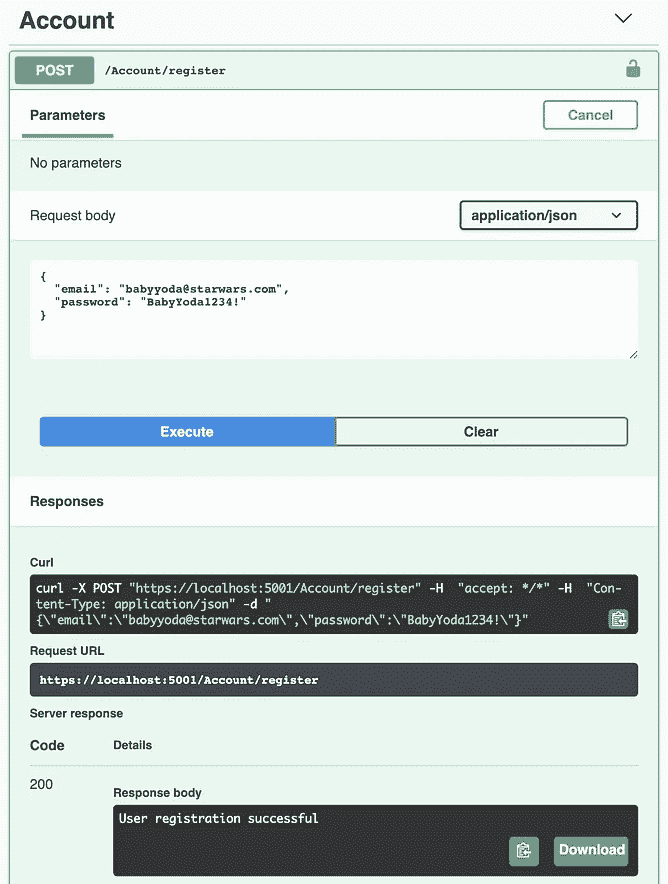 Account
POST /Account/register
Parameters
Cancel
No parameters
Request body
application/json
{
"email": "babyyoda@starwars.com",
"password": "BabyYoda1234!"
}
Execute
Clear
Responses
Curl
curl -X POST "https://localhost:5001/Account/register" -H  "accept: */*" -H  "Con-
tent-Type: application/json" -d "
{\"email\":\"babyyoda@starwars.com\",\"password\":\"BabyYoda1234!\"}"
Request URL
https://localhost:5001/Account/register
Server response
Code Details
200
Response body
User registration successful
Download